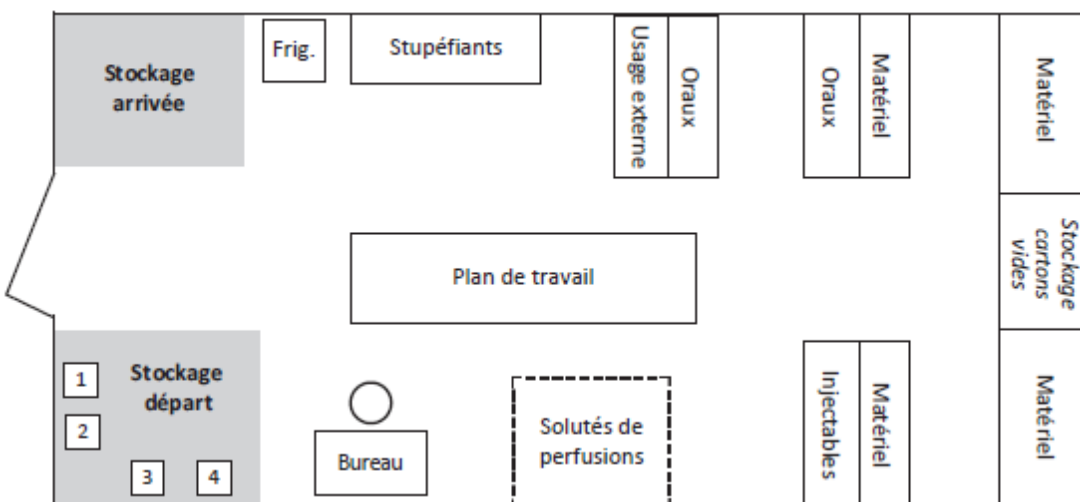 Stockage
arrivée
Frig.
Stupéfiants
Usage externe
Oraux
Oraux
Matériel
Matériel
Stockage
cartons
vides
Plan de travail
Stockage
départ
1
2
3
4
Bureau
Solutés de
perfusions
Injectables
Matériel
Matériel